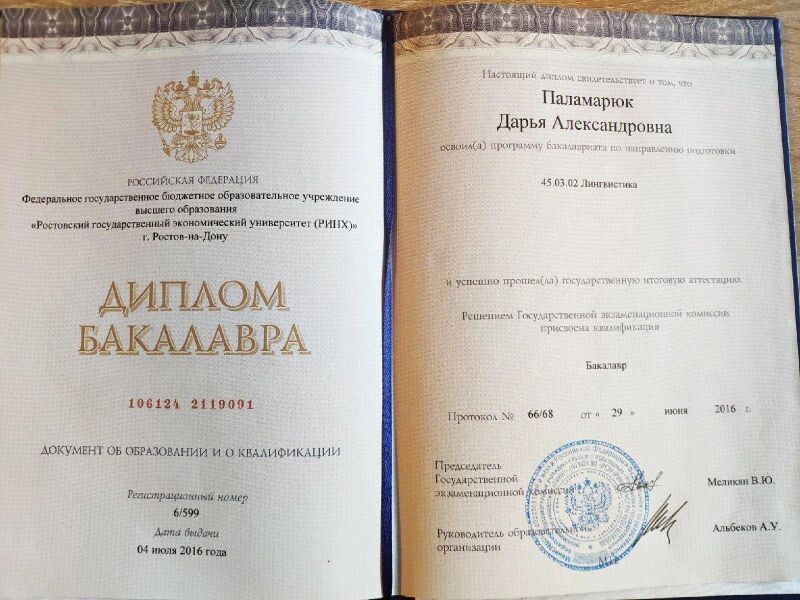 РОССИЙСКАЯ ФЕДЕРАЦИЯ
Федеральное государственное бюджетное образовательное учреждение
высшего образования
«Ростовский государственный экономический университет (РИНХ)»
г. Ростов-на-Дону
ДИПЛОМ
БАКАЛАВРА
106124 2119091
ДОКУМЕНТ ОБ ОБРАЗОВАНИИ И О КВАЛИФИКАЦИИ
Регистрационный номер
6/599
Дата выдачи
04 июля 2016 года
Настоящий диплом свидетельствует о том, что
Паламарюк
Дарья Александровна
освоил(а) программу бакалавриата по направлению подготовки
45.03.02 Лингвистика
и успешно прошел(ла) государственную итоговую аттестацию
Решением Государственной экзаменационной комиссии
присвоена квалификация
Бакалавр
Протокол № 66/68 от « 29 » июня 2016 г.
Председатель
Государственной
экзаменационной комиссии Меликян В.Ю.
Руководитель образовательной Альбеков А.У.
организации